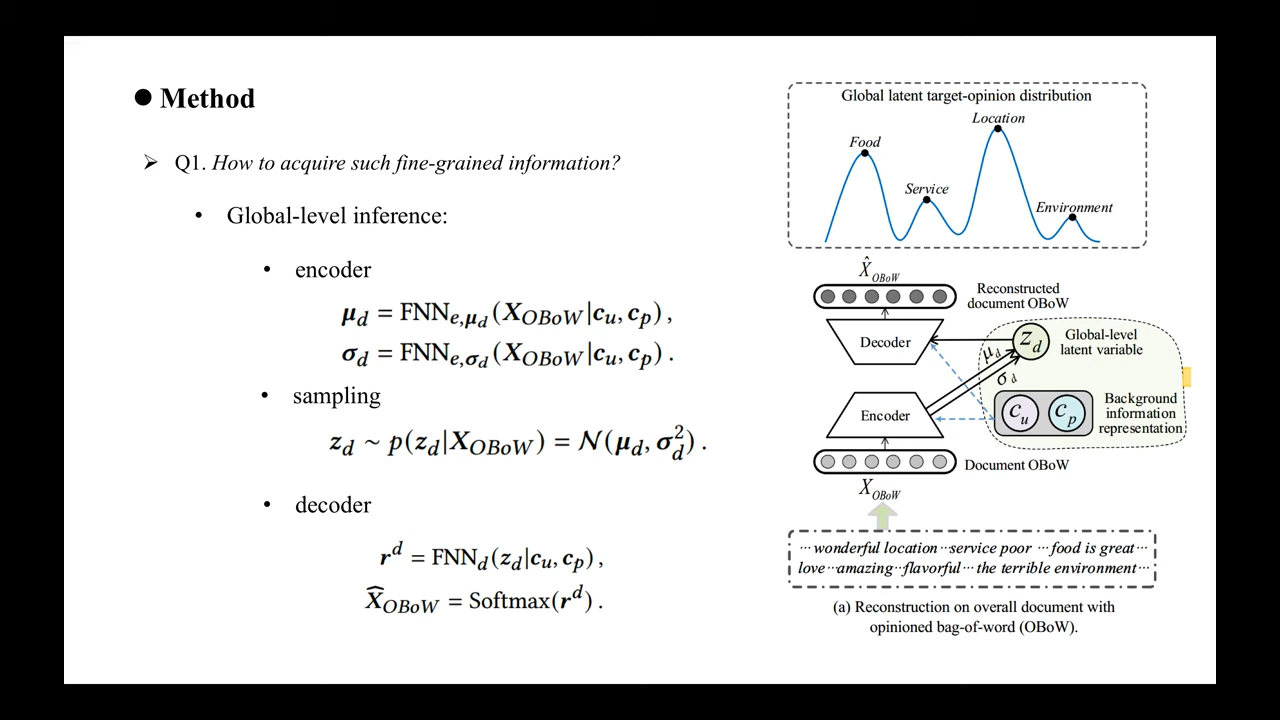 ● Method
➢ Q1. How to acquire such fine-grained information?
• Global-level inference:
• encoder
μ_d = FNN_{e,μ_d}(X_{OBoW}|c_u, c_p),
σ_d = FNN_{e,σ_d}(X_{OBoW}|c_u, c_p).
• sampling
z_d ∼ p(z_d|X_{OBoW}) = N(μ_d, σ_d^2).
• decoder
r^d = FNN_d(z_d|c_u, c_p),
X̂_{OBoW} = Softmax(r^d).
Global latent target-opinion distribution
Location
Food
Service
Environment
X̂_{OBoW}
Reconstructed
document OBoW
Decoder
z_d
Global-level
latent variable
μ_d
σ_d
Encoder
c_u c_p
Background
information
representation
Document OBoW
X_{OBoW}
··· wonderful location ··· service poor ··· food is great ···
love ··· amazing ··· flavorful ··· the terrible environment ···
(a) Reconstruction on overall document with
opinioned bag-of-word (OBoW).